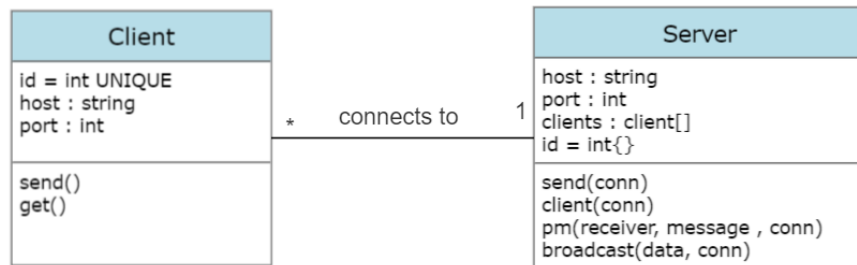 Client
id = int UNIQUE
host : string
port : int
send()
get()
* connects to 1
Server
host : string
port : int
clients : client[]
id = int{}
send(conn)
client(conn)
pm(receiver, message , conn)
broadcast(data, conn)